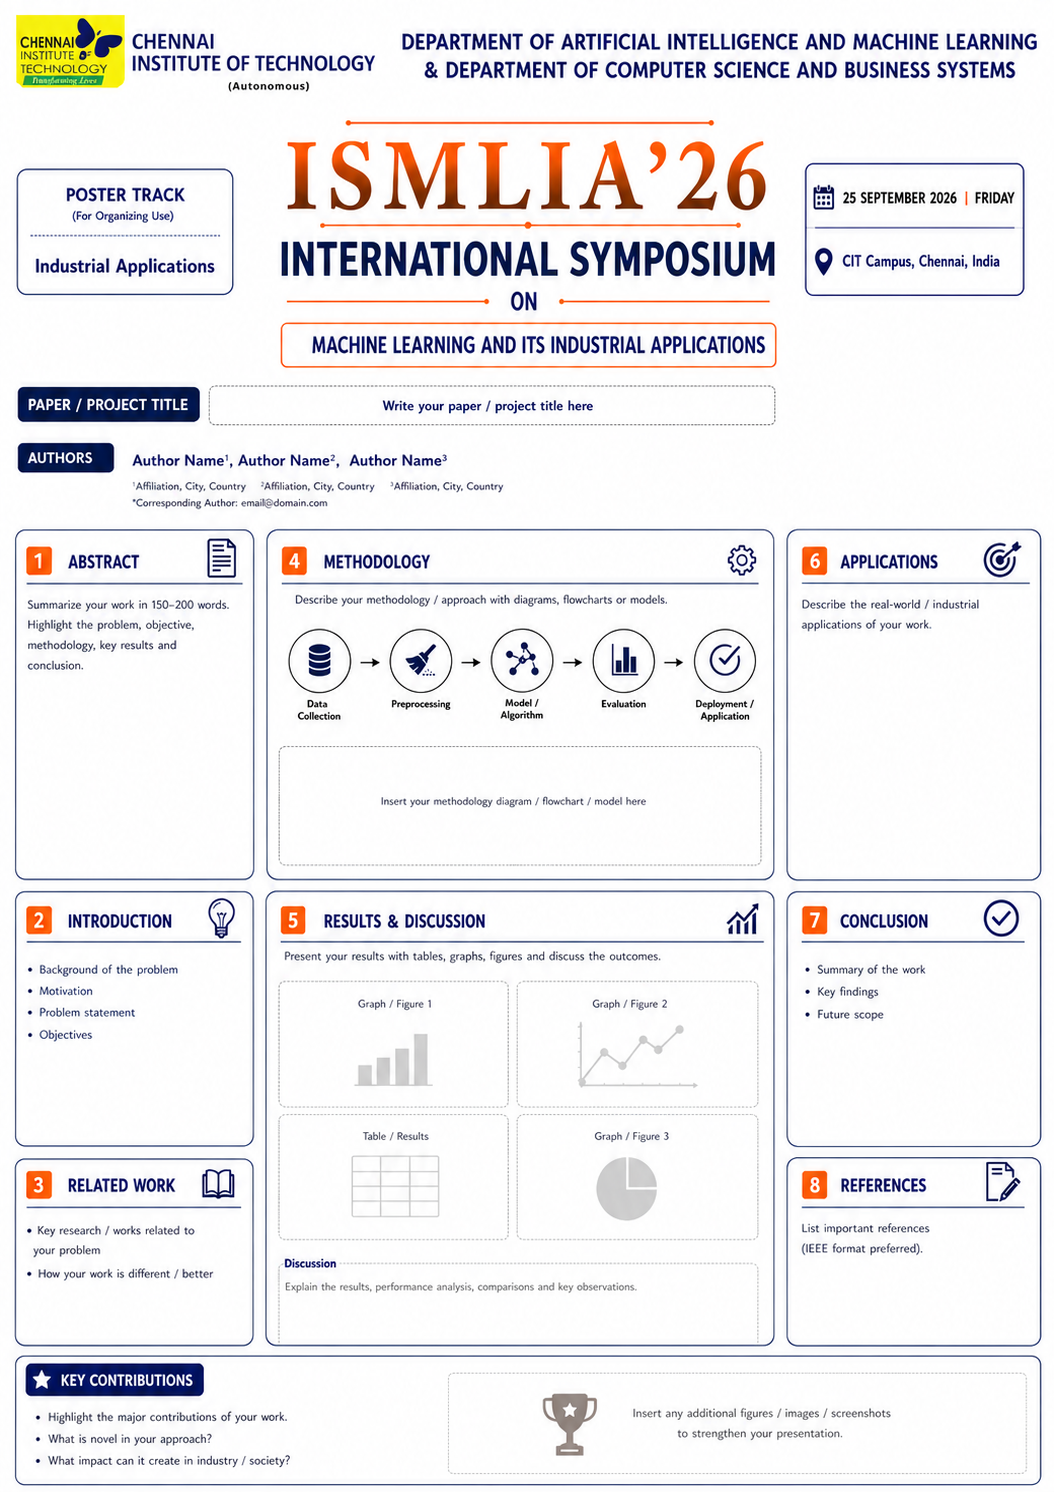 CHENNAI
INSTITUTE OF
TECHNOLOGY
Transforming Lives
CHENNAI
INSTITUTE OF TECHNOLOGY
(Autonomous)
DEPARTMENT OF ARTIFICIAL INTELLIGENCE AND MACHINE LEARNING
& DEPARTMENT OF COMPUTER SCIENCE AND BUSINESS SYSTEMS
POSTER TRACK
(For Organizing Use)
Industrial Applications
ISMLIA’26
INTERNATIONAL SYMPOSIUM
ON
MACHINE LEARNING AND ITS INDUSTRIAL APPLICATIONS
25 SEPTEMBER 2026 | FRIDAY
CIT Campus, Chennai, India
PAPER / PROJECT TITLE
Write your paper / project title here
AUTHORS
Author Name¹, Author Name², Author Name³
¹Affiliation, City, Country ²Affiliation, City, Country ³Affiliation, City, Country
*Corresponding Author: email@domain.com
1 ABSTRACT
Summarize your work in 150–200 words.
Highlight the problem, objective,
methodology, key results and
conclusion.
4 METHODOLOGY
Describe your methodology / approach with diagrams, flowcharts or models.
Data
Collection
Preprocessing
Model /
Algorithm
Evaluation
Deployment /
Application
Insert your methodology diagram / flowchart / model here
6 APPLICATIONS
Describe the real-world / industrial
applications of your work.
2 INTRODUCTION
• Background of the problem
• Motivation
• Problem statement
• Objectives
5 RESULTS & DISCUSSION
Present your results with tables, graphs, figures and discuss the outcomes.
Graph / Figure 1
Graph / Figure 2
Table / Results
Graph / Figure 3
Discussion
Explain the results, performance analysis, comparisons and key observations.
7 CONCLUSION
• Summary of the work
• Key findings
• Future scope
3 RELATED WORK
• Key research / works related to
your problem
• How your work is different / better
8 REFERENCES
List important references
(IEEE format preferred).
KEY CONTRIBUTIONS
• Highlight the major contributions of your work.
• What is novel in your approach?
• What impact can it create in industry / society?
Insert any additional figures / images / screenshots
to strengthen your presentation.